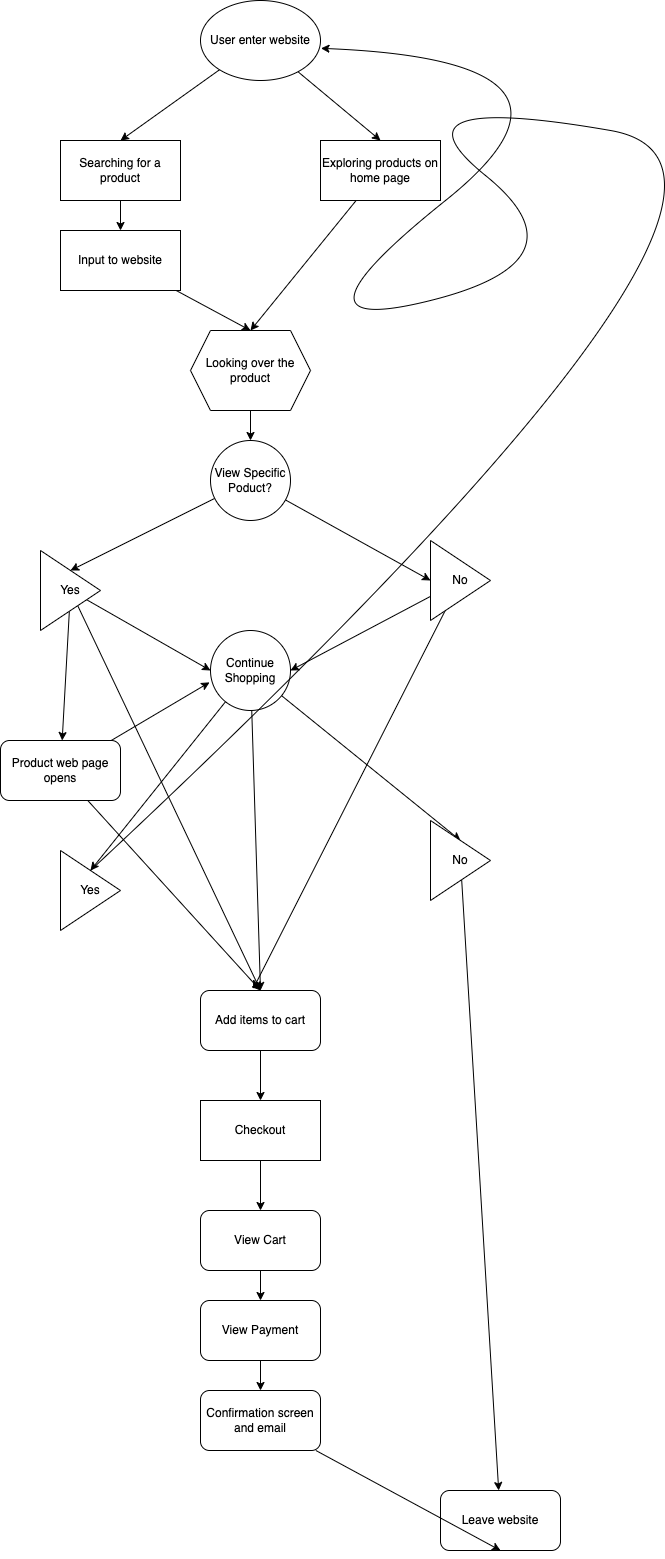 User enter website
Searching for a
product
Exploring products on
home page
Input to website
Looking over the
product
View Specific
Poduct?
Yes
No
Continue
Shopping
Product web page
opens
Yes
No
Add items to cart
Checkout
View Cart
View Payment
Confirmation screen
and email
Leave website